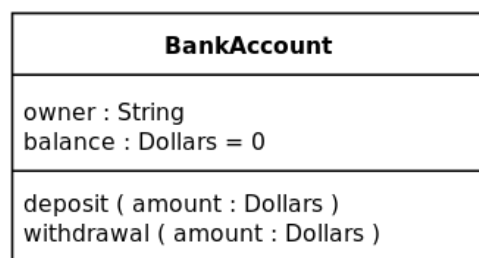 BankAccount
owner : String
balance : Dollars = 0
deposit ( amount : Dollars )
withdrawal ( amount : Dollars )